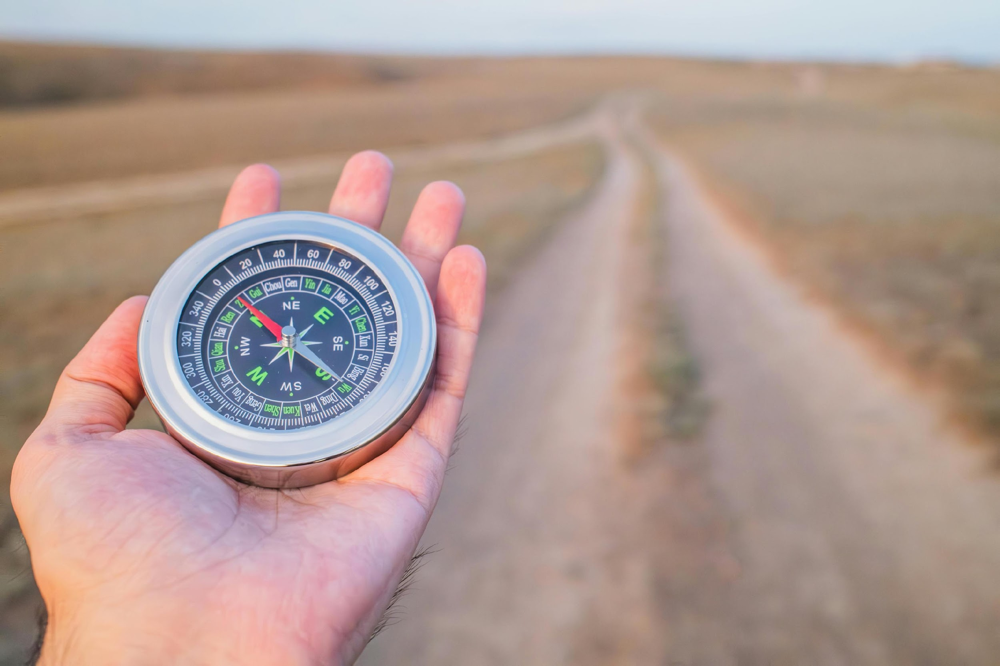 0
20
40
60
80
100
120
140
300
320
340
Gui
Chou
Gen
Yin
Jia
Mao
Yi
Chen
Xun
Si
Bing
Wu
Ding
Wei
Kuen
Shen
Geng
You
Xin
Shu
Qian
Hai
Ren
N
NE
E
SE
S
SW
W
NW
280